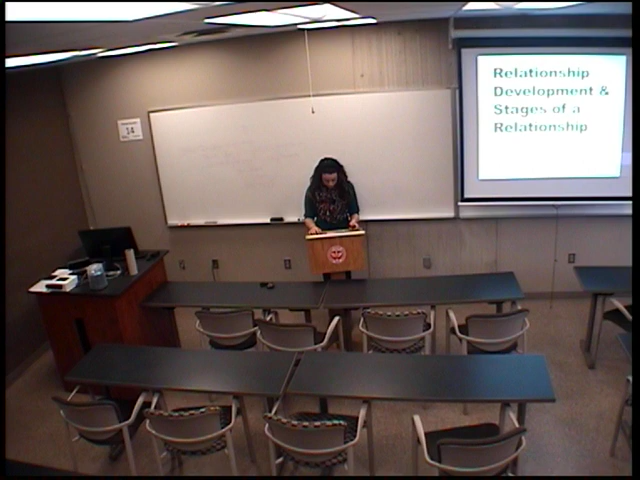 Relationship
Development &
Stages of a
Relationship
14